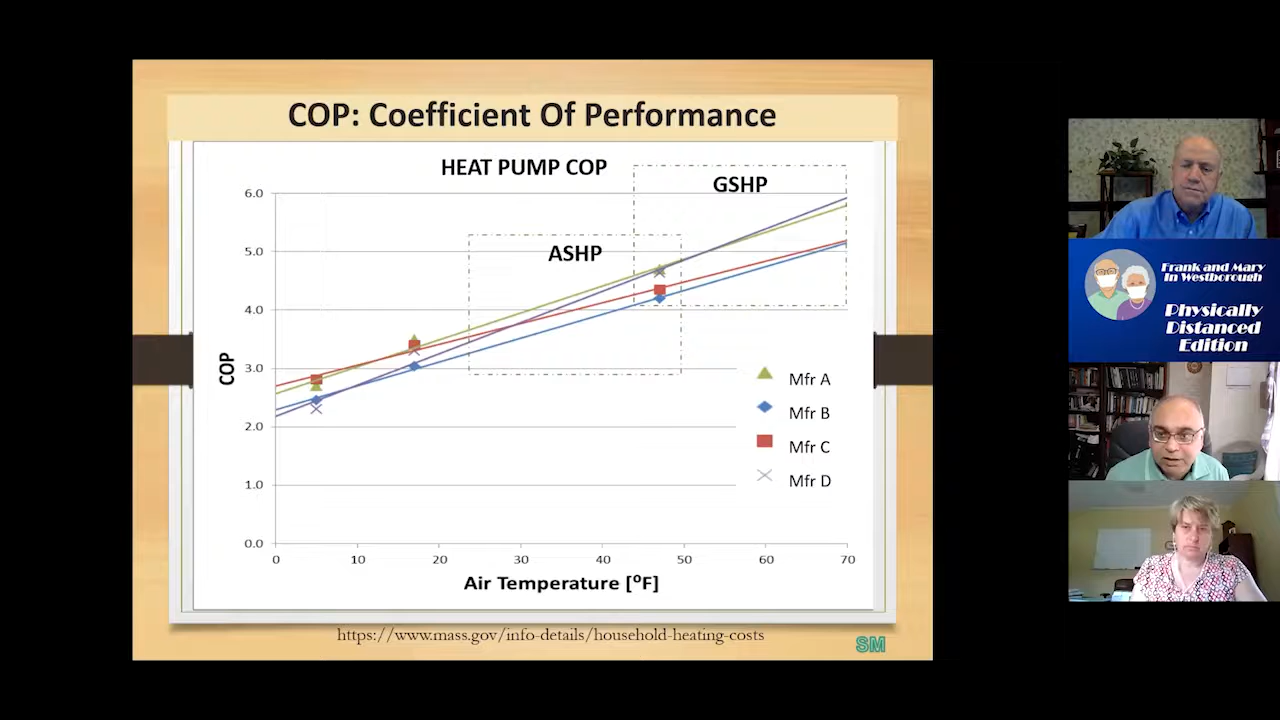 COP: Coefficient Of Performance
HEAT PUMP COP
GSHP
ASHP
6.0
5.0
4.0
3.0
2.0
1.0
0.0
COP
Mfr A
Mfr B
Mfr C
Mfr D
0 10 20 30 40 50 60 70
Air Temperature [⁰F]
https://www.mass.gov/info-details/household-heating-costs
SM
Frank and Mary
In Westborough
Physically
Distanced
Edition